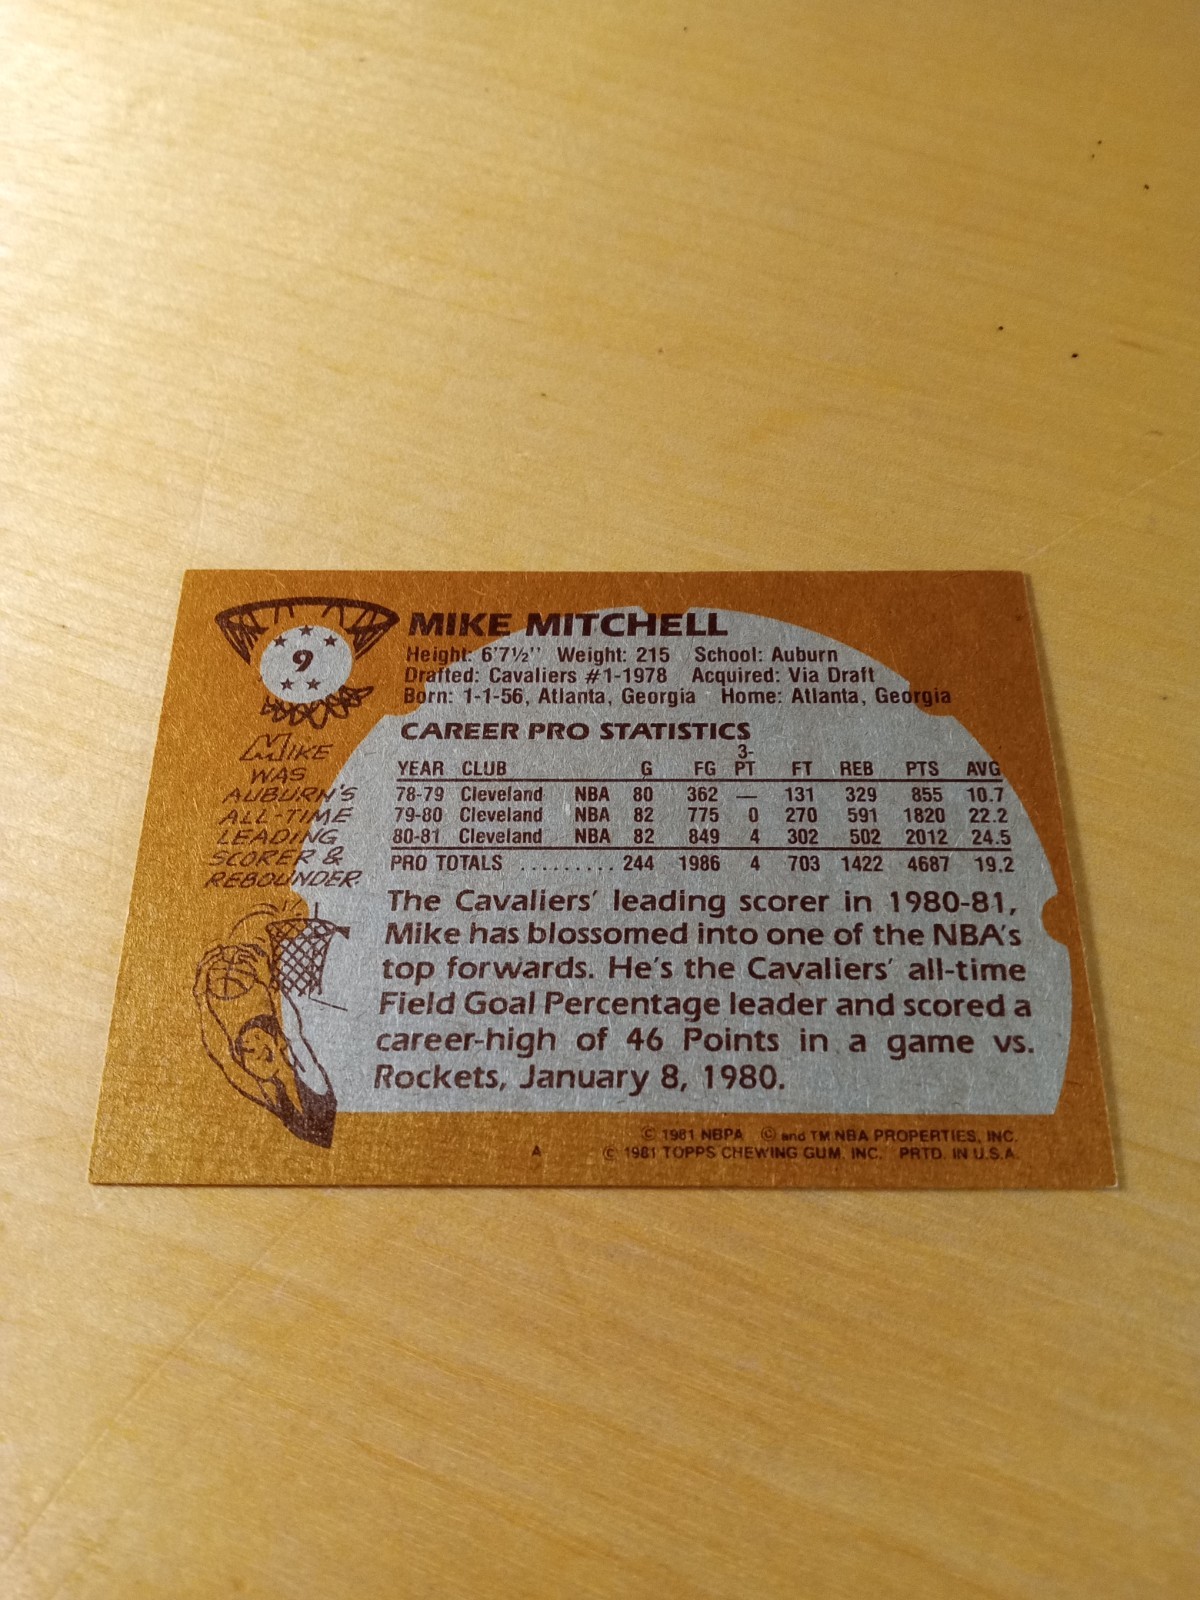 9
MIKE MITCHELL
Height: 6'7½'' Weight: 215 School: Auburn
Drafted: Cavaliers #1-1978 Acquired: Via Draft
Born: 1-1-56, Atlanta, Georgia Home: Atlanta, Georgia
MIKE
WAS
AUBURN'S
ALL-TIME
LEADING
SCORER &
REBOUNDER.
CAREER PRO STATISTICS
YEAR CLUB G FG 3-PT FT REB PTS AVG
78-79 Cleveland NBA 80 362 — 131 329 855 10.7
79-80 Cleveland NBA 82 775 0 270 591 1820 22.2
80-81 Cleveland NBA 82 849 4 302 502 2012 24.5
PRO TOTALS ......... 244 1986 4 703 1422 4687 19.2
The Cavaliers' leading scorer in 1980-81,
Mike has blossomed into one of the NBA's
top forwards. He's the Cavaliers' all-time
Field Goal Percentage leader and scored a
career-high of 46 Points in a game vs.
Rockets, January 8, 1980.
© 1981 NBPA © and TM NBA PROPERTIES, INC.
A © 1981 TOPPS CHEWING GUM, INC. PRTD. IN U.S.A.